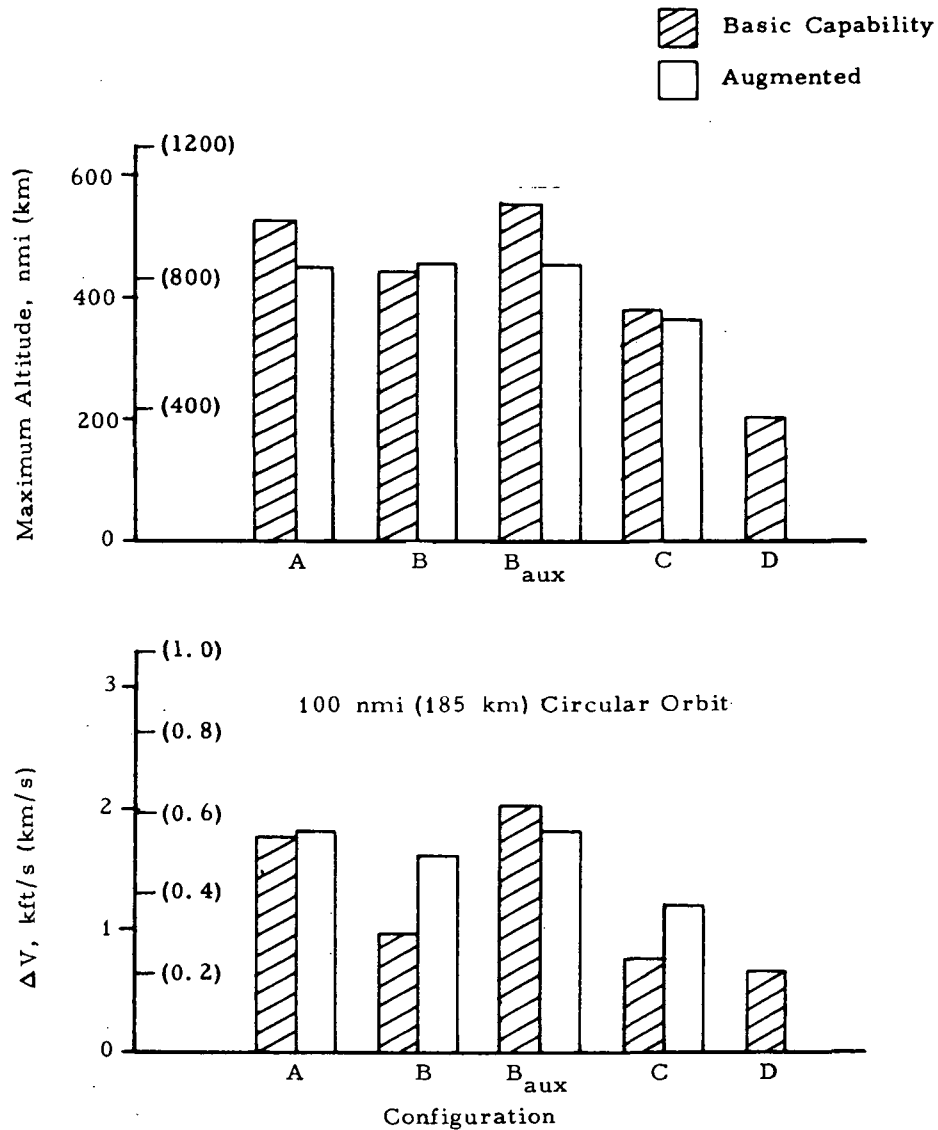 Basic Capability
Augmented
Maximum Altitude, nmi (km)
600
400
200
0
(1200)
(800)
(400)
A B B aux C D
100 nmi (185 km) Circular Orbit
ΔV, kft/s (km/s)
3
2
1
0
(1.0)
(0.8)
(0.6)
(0.4)
(0.2)
A B B aux C D
Configuration